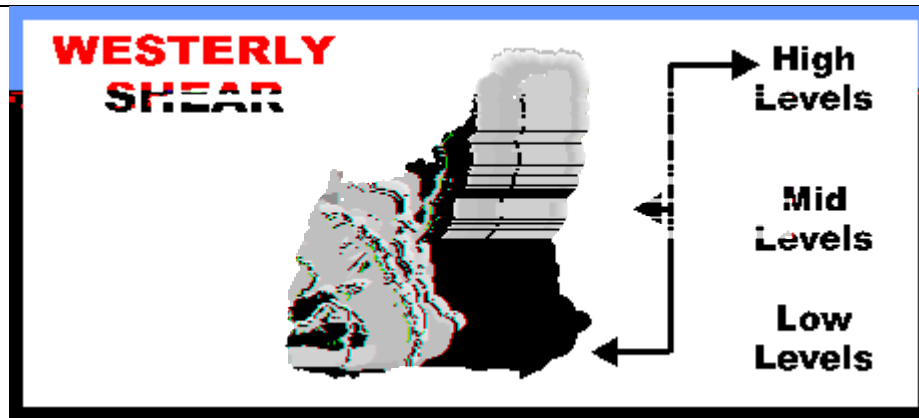 WESTERLY
SHEAR
High
Levels
Mid
Levels
Low
Levels